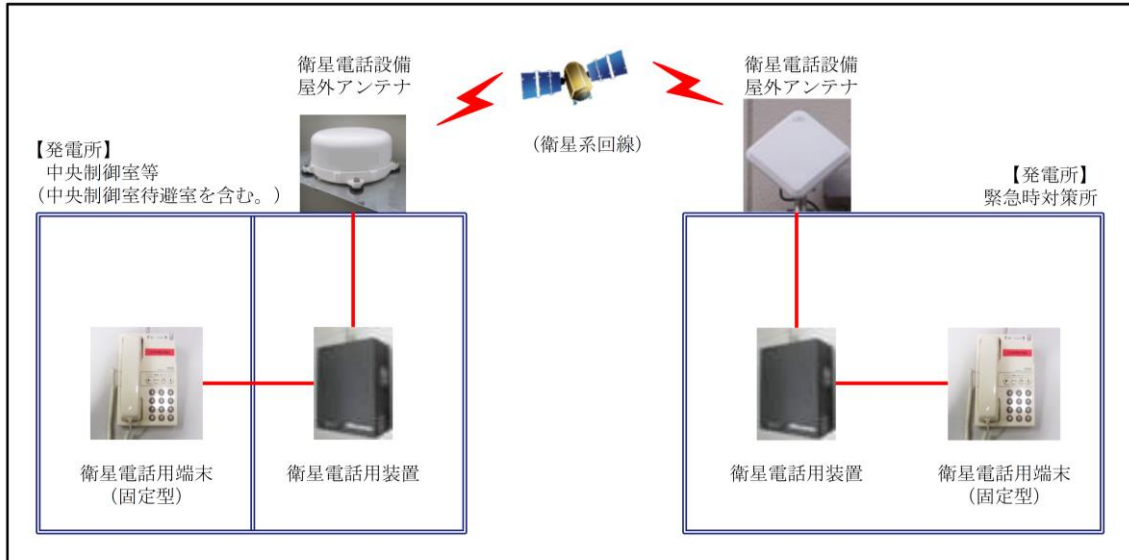 衛星電話設備
屋外アンテナ
(衛星系回線)
衛星電話設備
屋外アンテナ
【発電所】
中央制御室等
(中央制御室待避室を含む。)
【発電所】
緊急時対策所
衛星電話用端末
(固定型)
衛星電話用装置
衛星電話用装置
衛星電話用端末
(固定型)